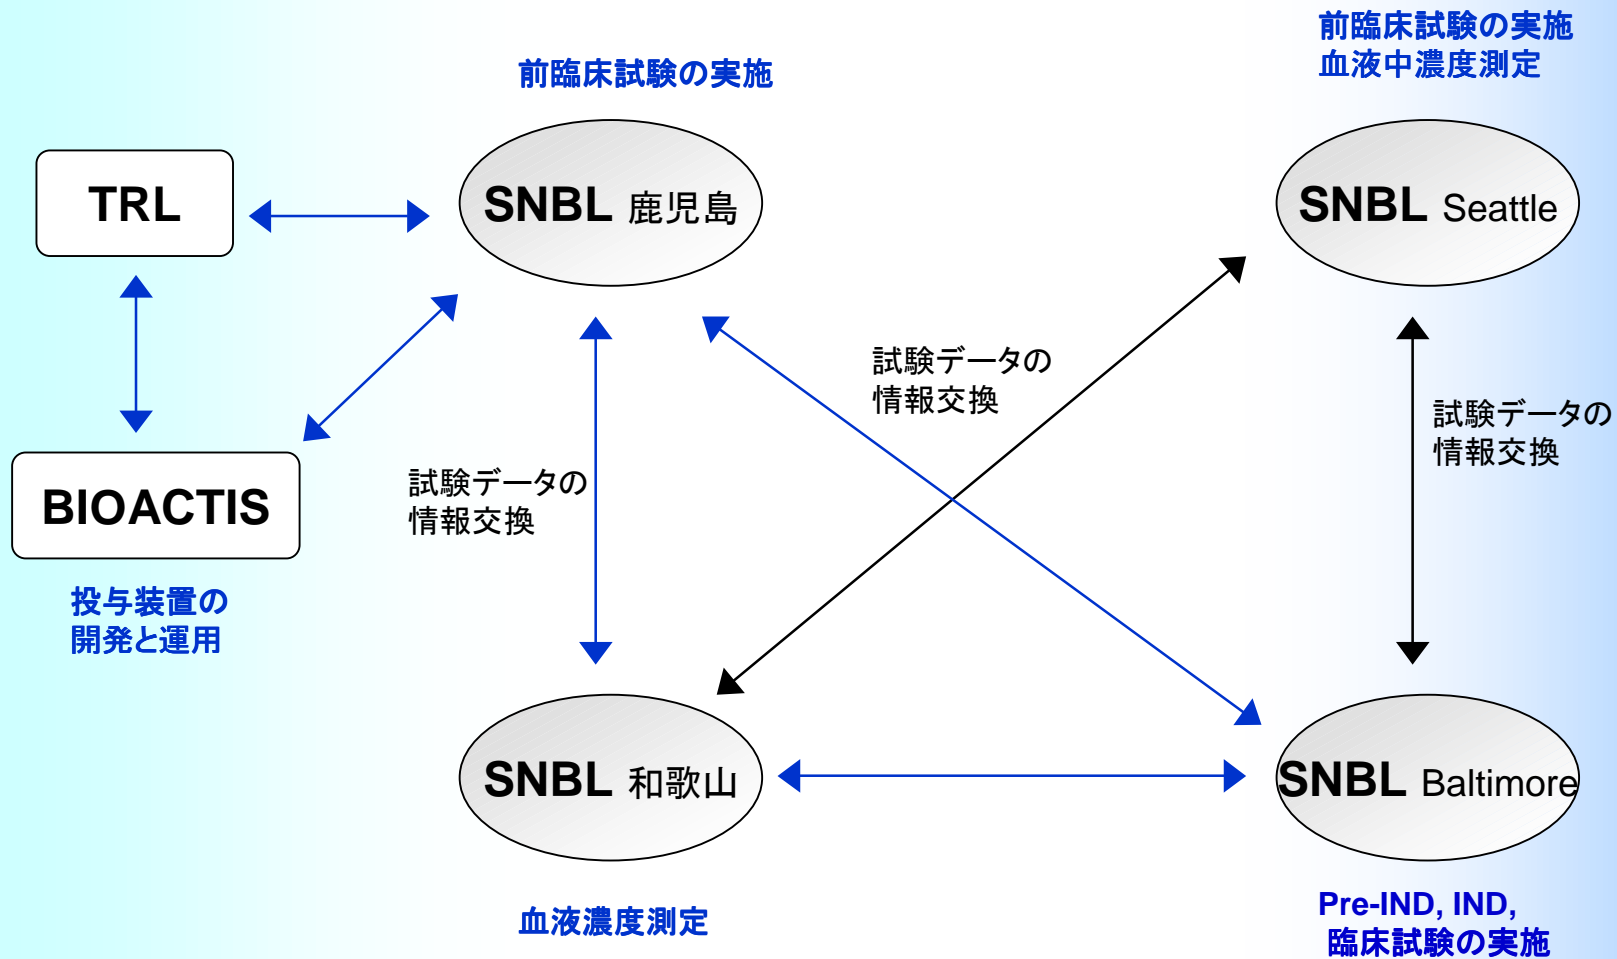 前臨床試験の実施
前臨床試験の実施
血液中濃度測定
TRL
SNBL 鹿児島
SNBL Seattle
試験データの
情報交換
試験データの
情報交換
試験データの
情報交換
BIOACTIS
投与装置の
開発と運用
SNBL 和歌山
SNBL Baltimore
血液濃度測定
Pre-IND, IND,
臨床試験の実施